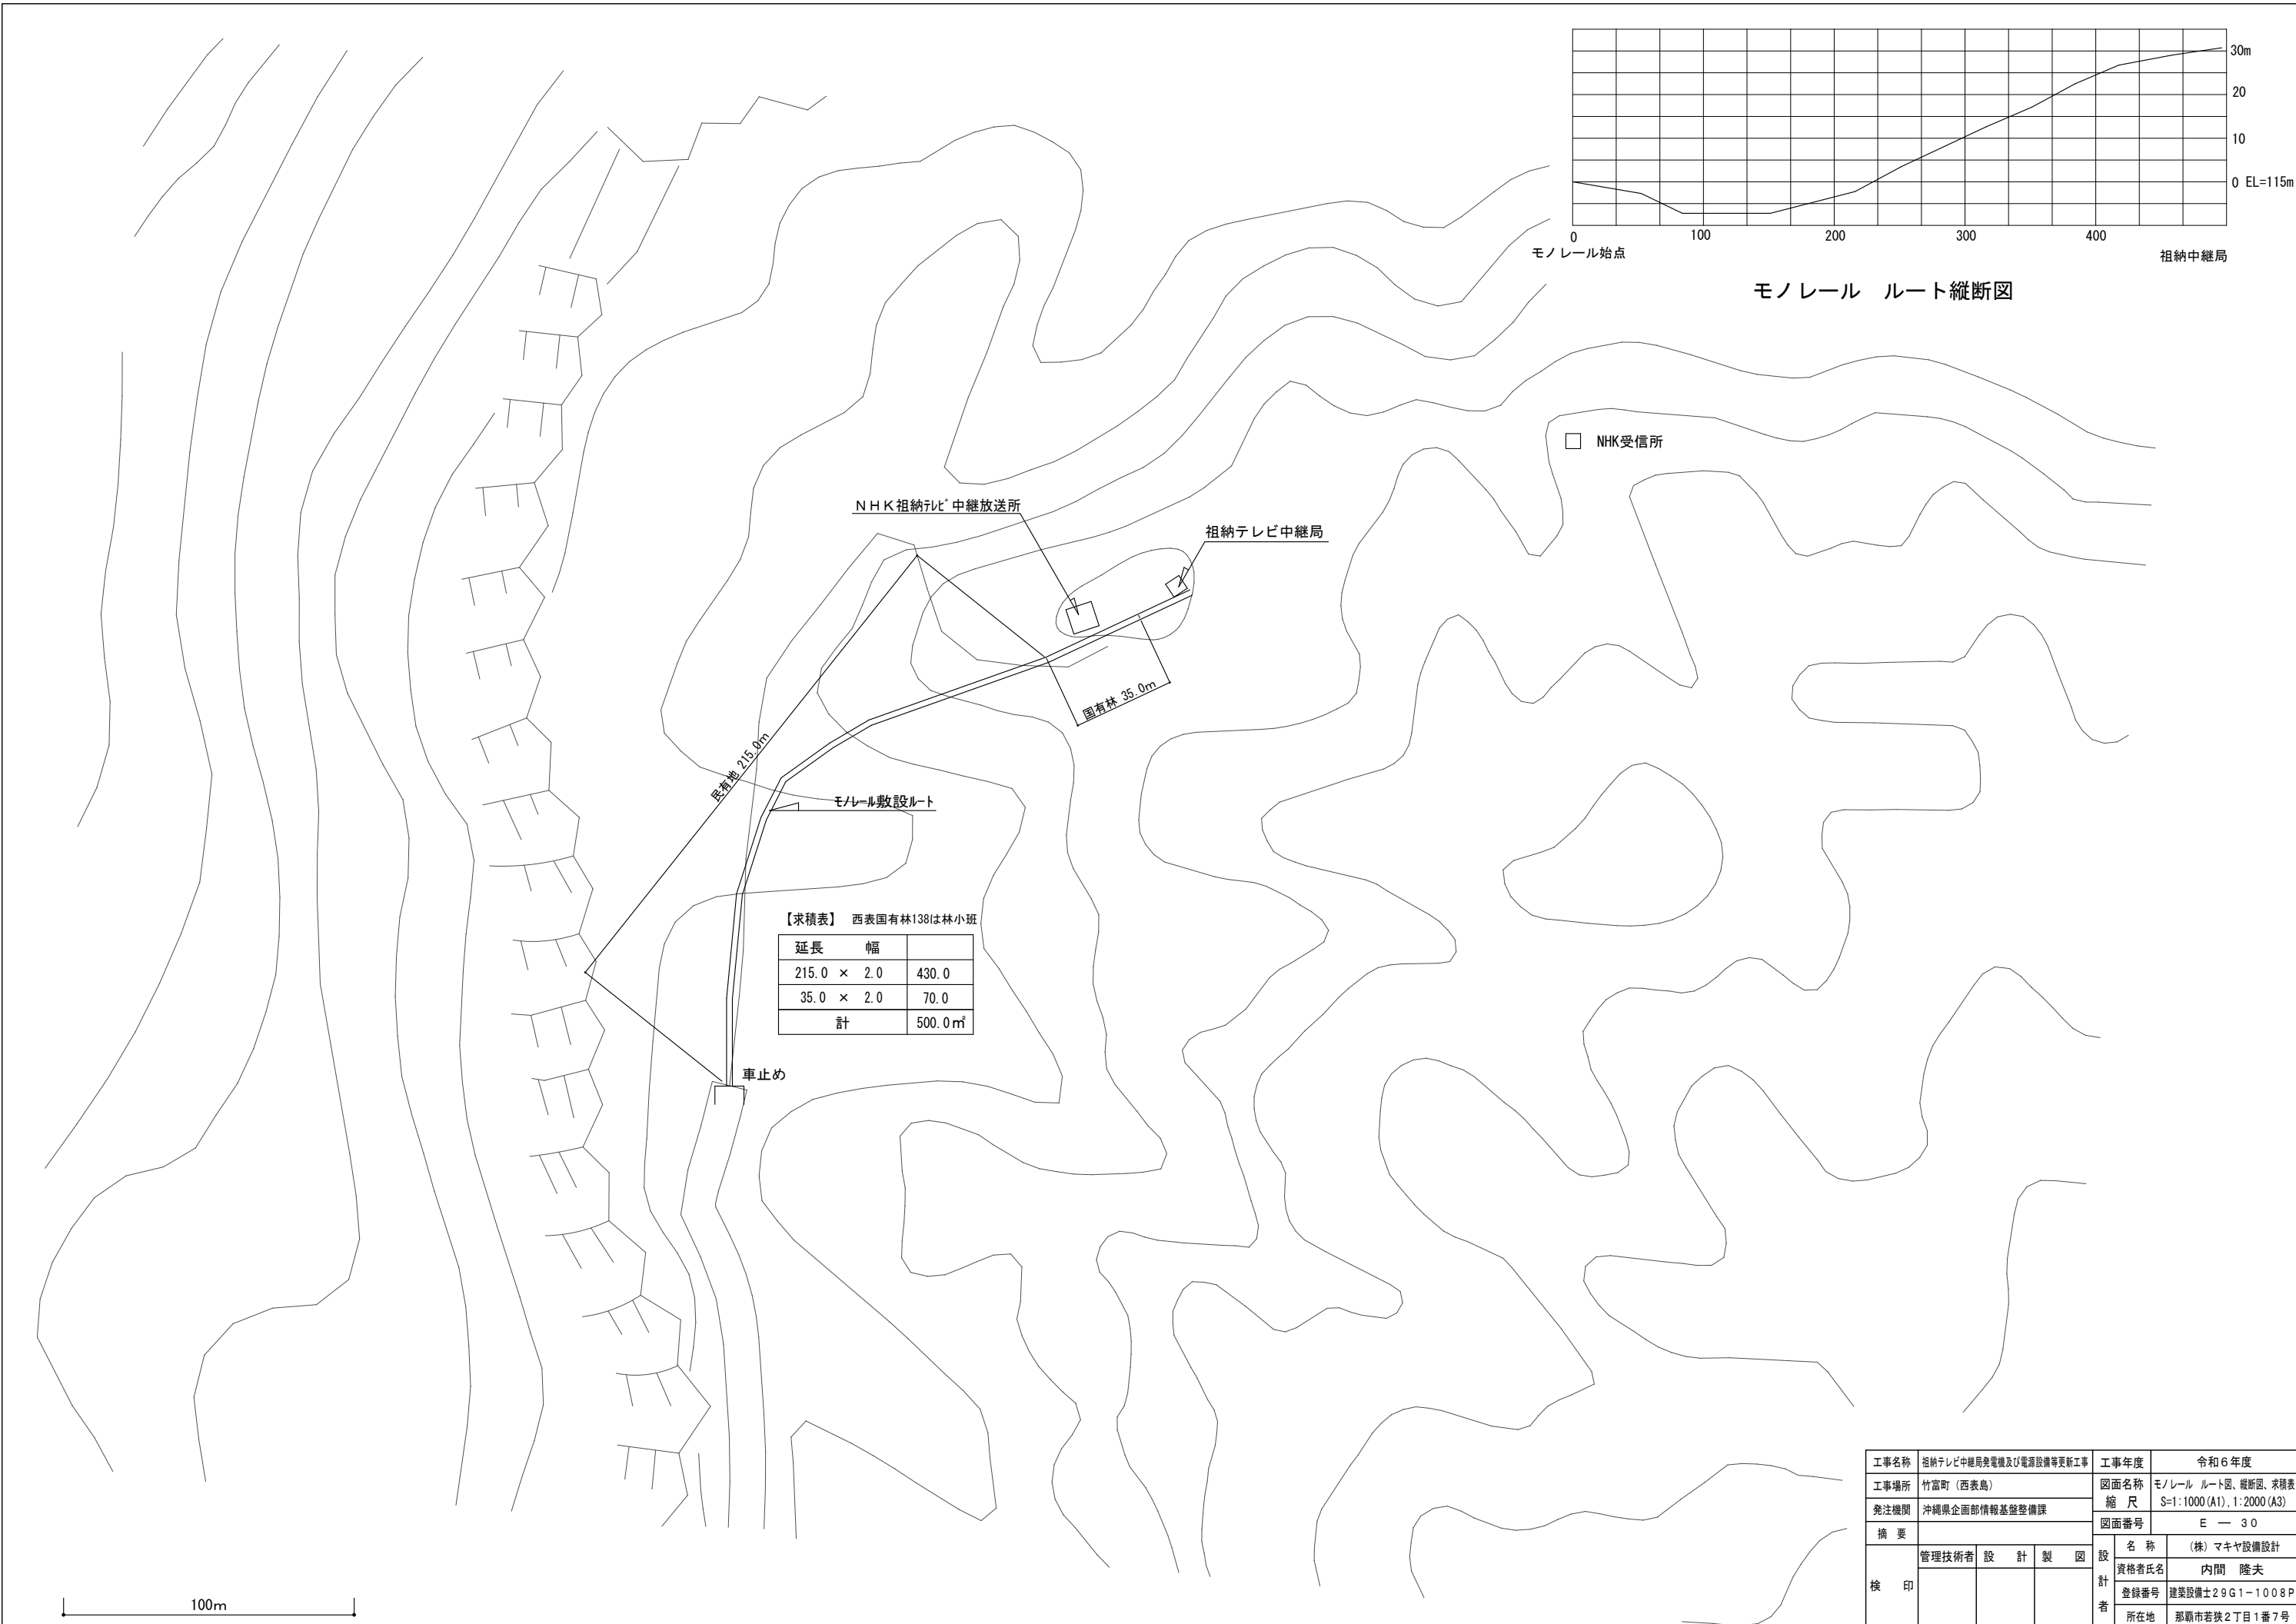 30m
20
10
0 EL=115m
0
100
200
300
400
モノレール始点
祖納中継局
モノレール　ルート縦断図
NHK受信所
ＮＨＫ祖納ﾃﾚﾋﾞ中継放送所
祖納テレビ中継局
国有林 35.0m
民有地 215.0m
ﾓﾉﾚｰﾙ敷設ﾙｰﾄ
【求積表】　西表国有林138は林小班
延長　幅
215.0 × 2.0　430.0
35.0 × 2.0　70.0
計　500.0㎡
車止め
100m
工事名称　祖納テレビ中継局発電機及び電源設備等更新工事　工事年度　令和６年度
工事場所　竹富町（西表島）　図面名称　モノレール　ルート図、縦断図、求積表
縮　尺　S=1:1000(A1),1:2000(A3)
発注機関　沖縄県企画部情報基盤整備課
図面番号　Ｅ － ３０
摘　要
検　印　管理技術者　設　計　製　図
設計者　名　称　（株）マキヤ設備設計
資格者氏名　内間　隆夫
登録番号　建築設備士２９Ｇ１－１００８Ｐ
所在地　那覇市若狭２丁目１番７号